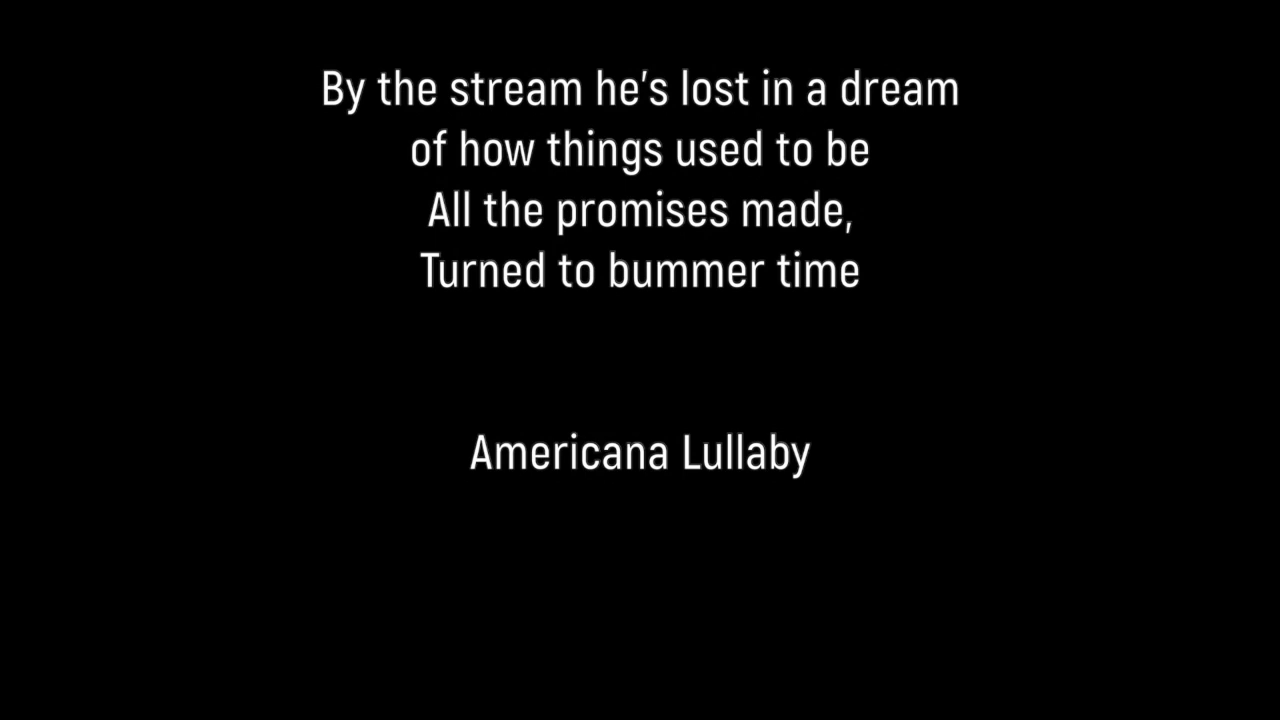 By the stream he's lost in a dream
of how things used to be
All the promises made,
Turned to bummer time
Americana Lullaby